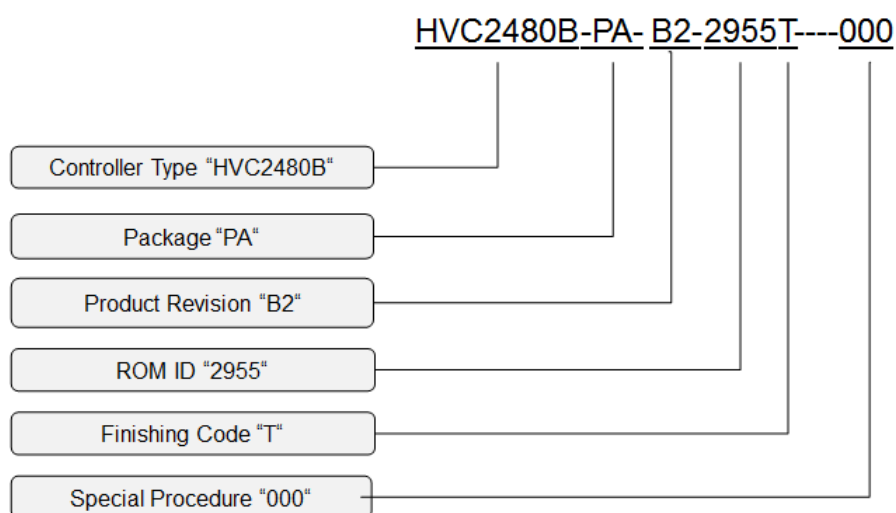 HVC2480B-PA- B2-2955T----000
Controller Type “HVC2480B“
Package “PA“
Product Revision “B2“
ROM ID “2955“
Finishing Code “T“
Special Procedure “000“